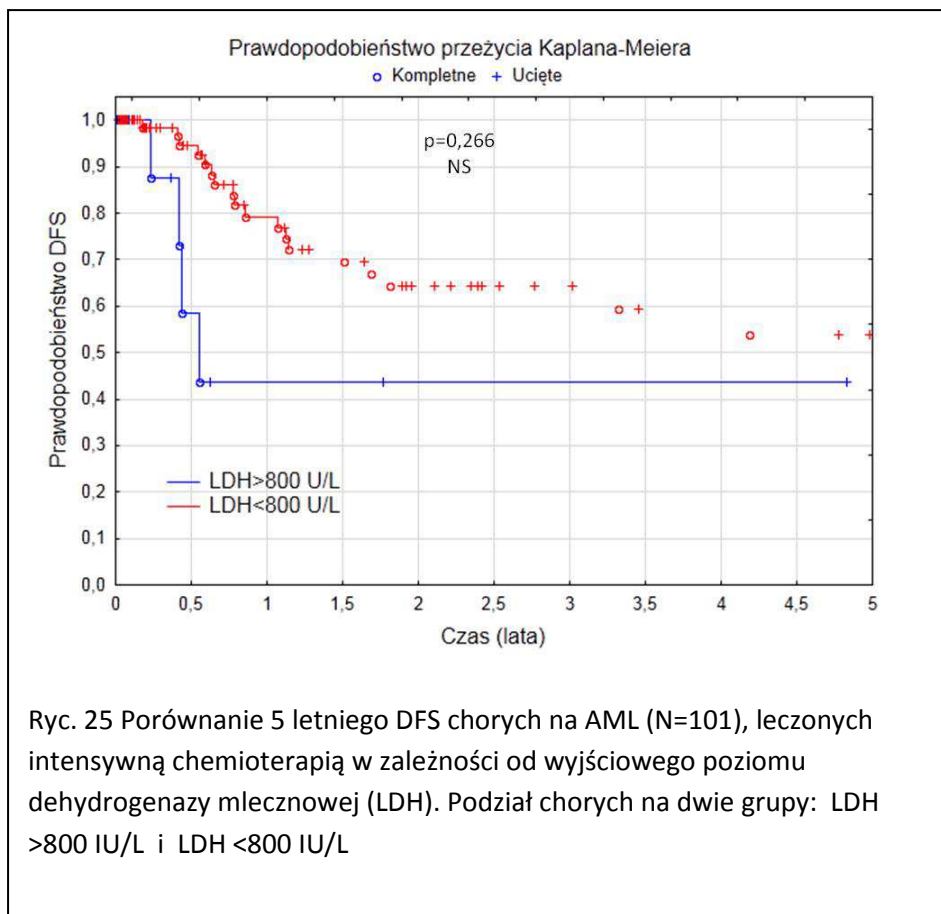 Prawdopodobieństwo przeżycia Kaplana-Meiera
Kompletne + Ucięte
p=0,266
NS
Prawdopodobieństwo DFS
1,0
0,9
0,8
0,7
0,6
0,5
0,4
0,3
0,2
0,1
0,0
LDH>800 U/L
LDH<800 U/L
0 0,5 1 1,5 2 2,5 3 3,5 4 4,5 5
Czas (lata)
Ryc. 25 Porównanie 5 letniego DFS chorych na AML (N=101), leczonych
intensywną chemioterapią w zależności od wyjściowego poziomu
dehydrogenazy mlecznowej (LDH). Podział chorych na dwie grupy: LDH
>800 IU/L i LDH <800 IU/L